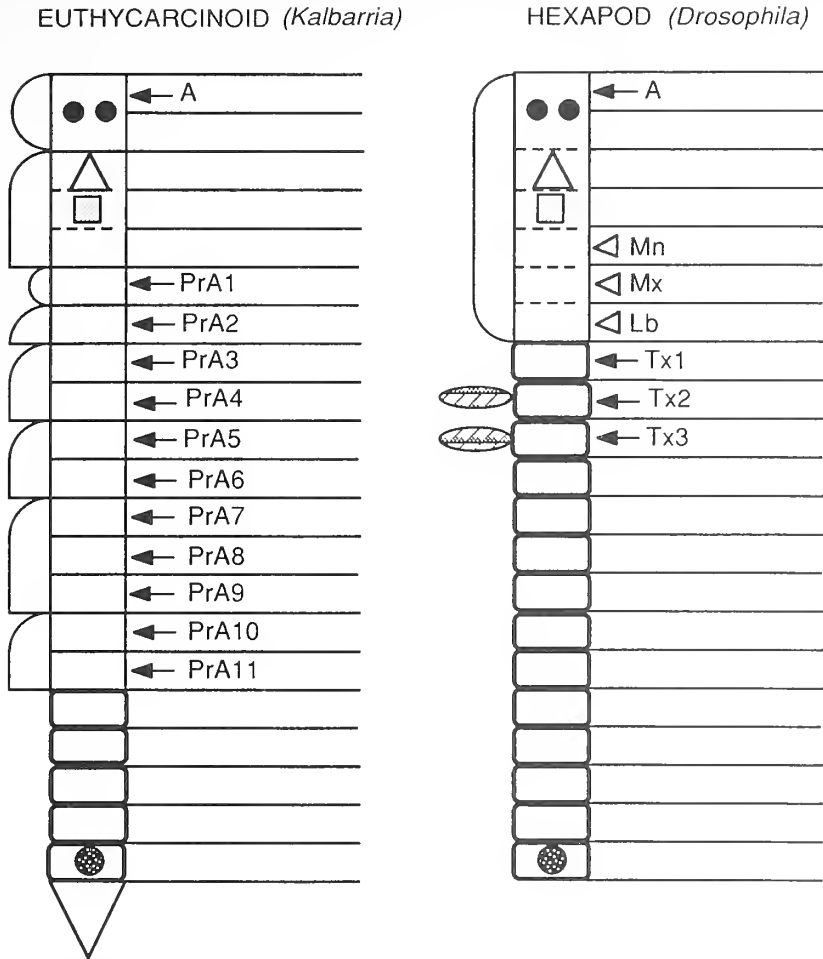 EUTHYCARCINOID (Kalbarria)
A
PrA1
PrA2
PrA3
PrA4
PrA5
PrA6
PrA7
PrA8
PrA9
PrA10
PrA11
HEXAPOD (Drosophila)
A
Mn
Mx
Lb
Tx1
Tx2
Tx3